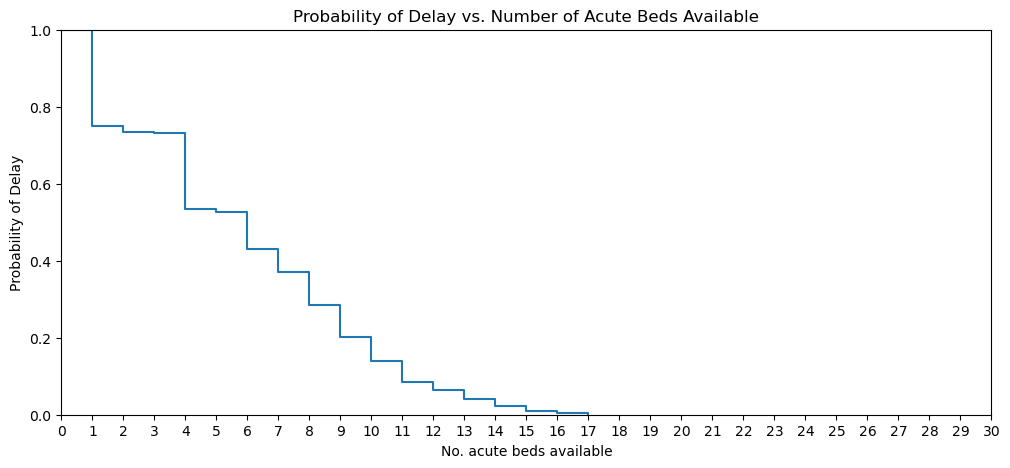 Probability of Delay vs. Number of Acute Beds Available
1.0
0.8
0.6
0.4
0.2
0.0
Probability of Delay
0 1 2 3 4 5 6 7 8 9 10 11 12 13 14 15 16 17 18 19 20 21 22 23 24 25 26 27 28 29 30
No. acute beds available